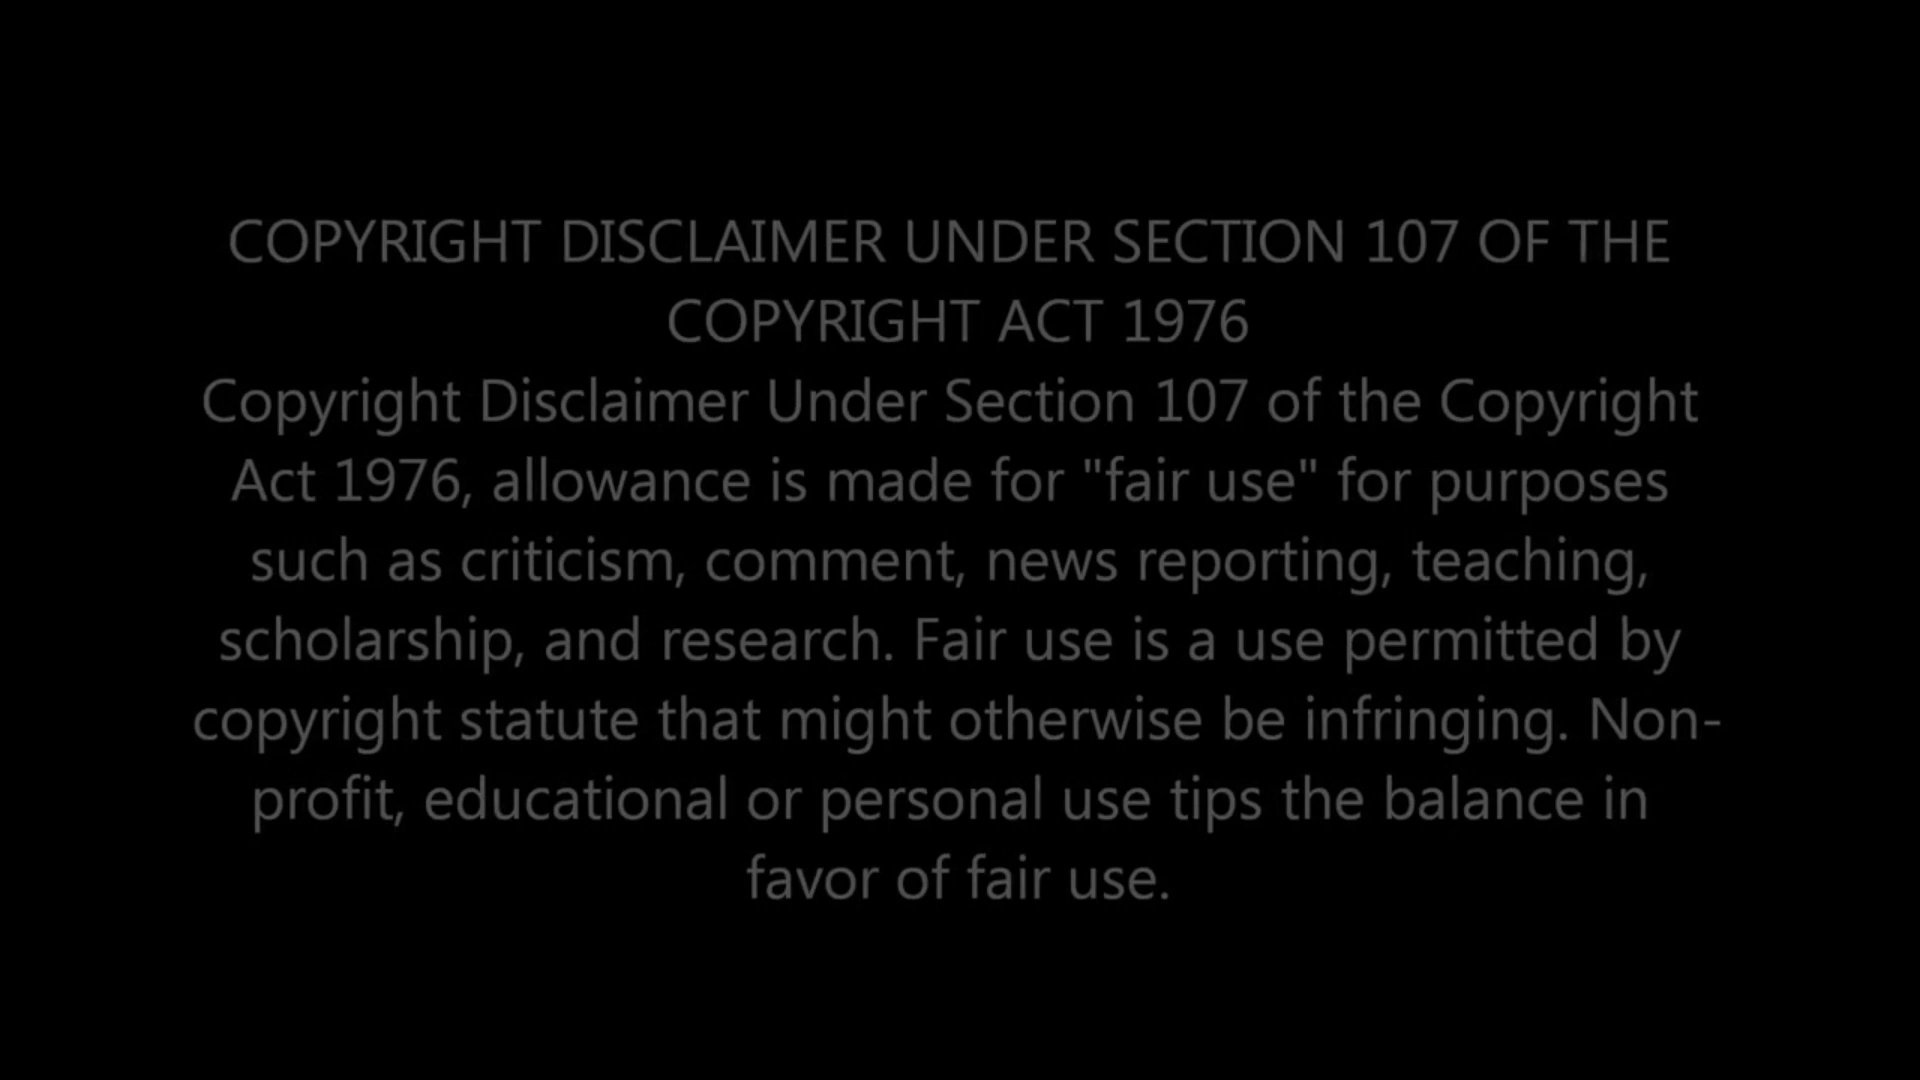 COPYRIGHT DISCLAIMER UNDER SECTION 107 OF THE
COPYRIGHT ACT 1976
Copyright Disclaimer Under Section 107 of the Copyright
Act 1976, allowance is made for "fair use" for purposes
such as criticism, comment, news reporting, teaching,
scholarship, and research. Fair use is a use permitted by
copyright statute that might otherwise be infringing. Non-
profit, educational or personal use tips the balance in
favor of fair use.